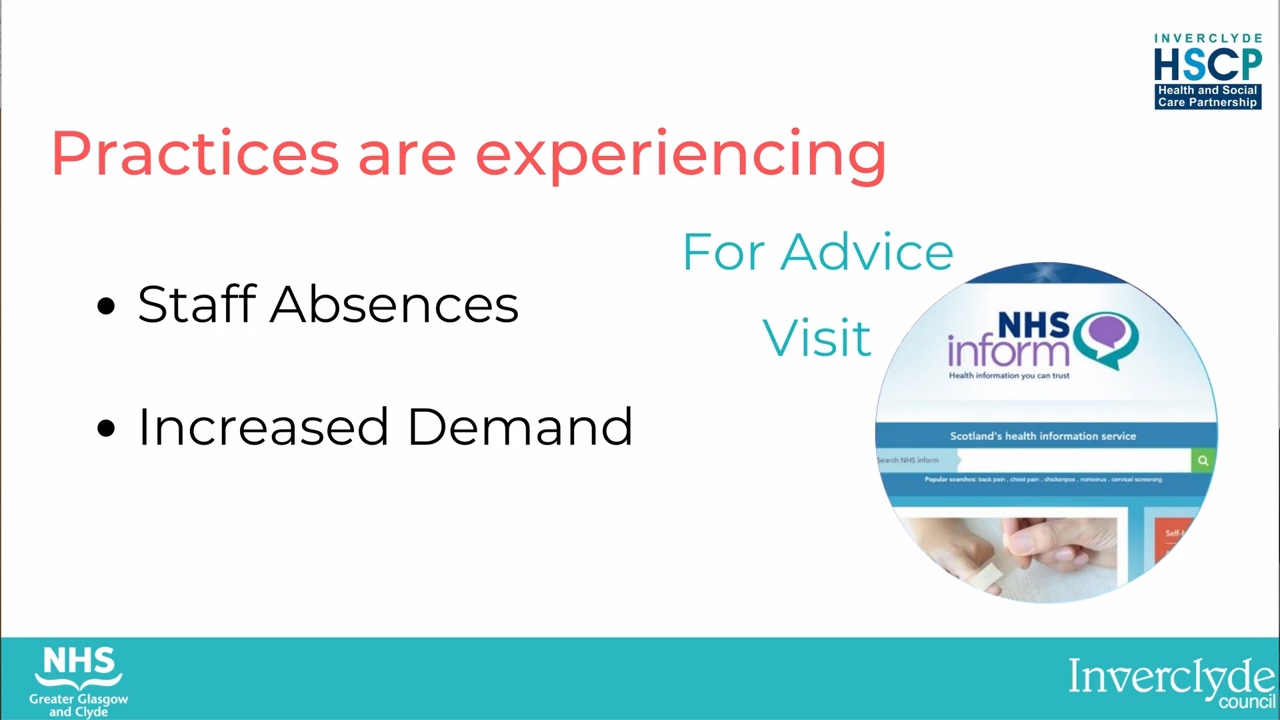 INVERCLYDE
HSCP
Health and Social
Care Partnership
Practices are experiencing
For Advice
Visit
• Staff Absences
• Increased Demand
NHS
inform
Health information you can trust
Scotland's health information service
Search NHS inform
Popular searches: back pain , chest pain , chickenpox , norovirus , cervical screening
NHS
Greater Glasgow
and Clyde
Inverclyde
council